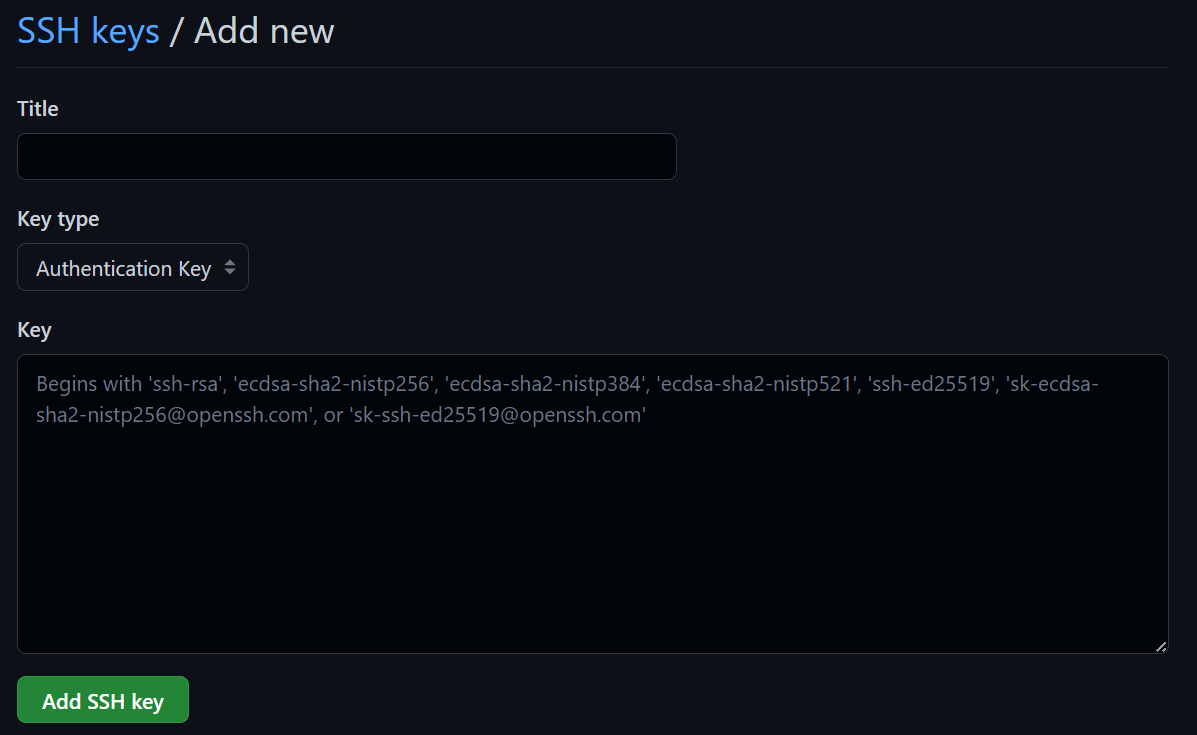 SSH keys / Add new
Title
Key type
Authentication Key
Key
Begins with 'ssh-rsa', 'ecdsa-sha2-nistp256', 'ecdsa-sha2-nistp384', 'ecdsa-sha2-nistp521', 'ssh-ed25519', 'sk-ecdsa-
sha2-nistp256@openssh.com', or 'sk-ssh-ed25519@openssh.com'
Add SSH key